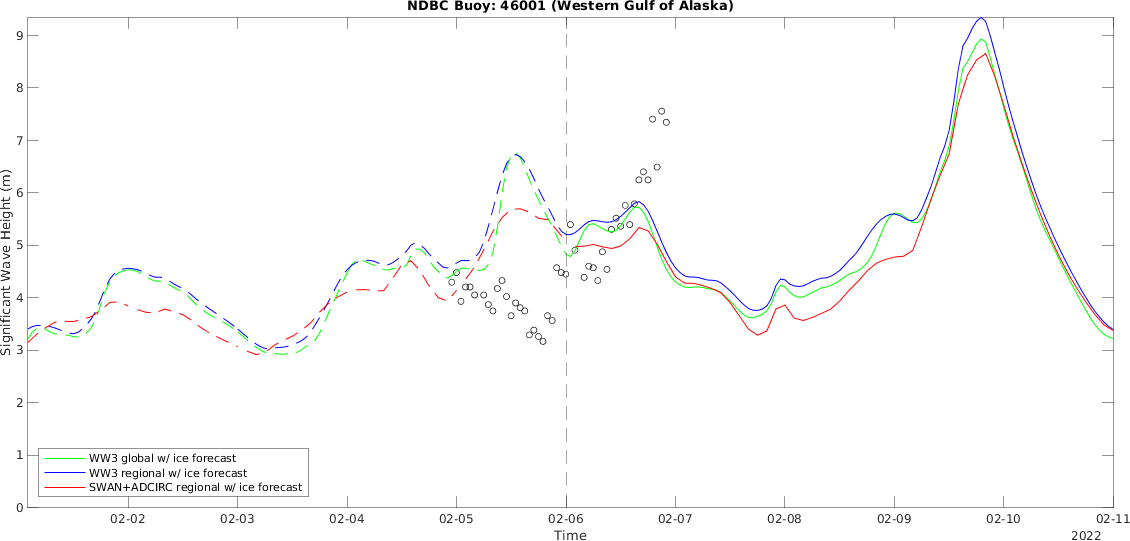 NDBC Buoy: 46001 (Western Gulf of Alaska)
Significant Wave Height (m)
9
8
7
6
5
4
3
2
1
0
WW3 global w/ ice forecast
WW3 regional w/ ice forecast
SWAN+ADCIRC regional w/ ice forecast
02-02 02-03 02-04 02-05 02-06 02-07 02-08 02-09 02-10 02-11
Time
2022